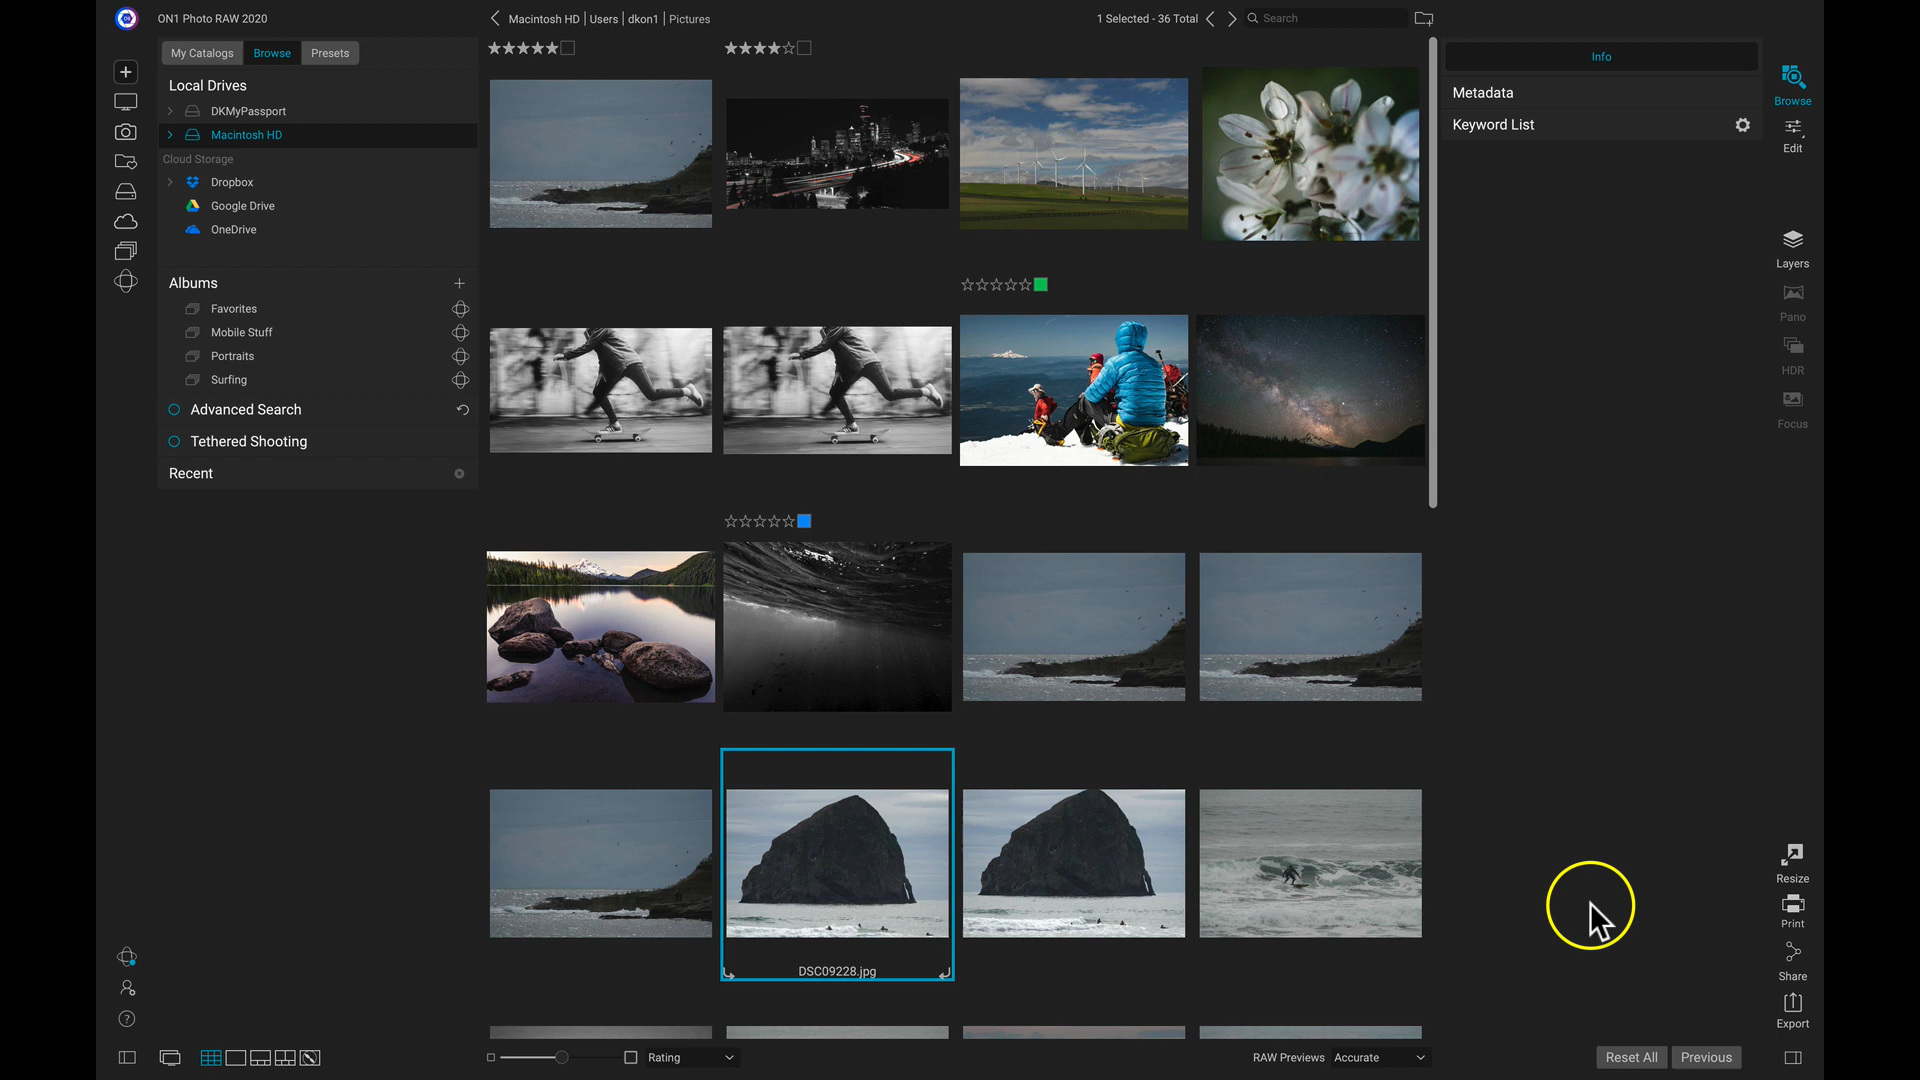 ON1 Photo RAW 2020
Macintosh HD | Users | dkon1 | Pictures
1 Selected - 36 Total
Search
My Catalogs
Browse
Presets
Local Drives
DKMyPassport
Macintosh HD
Cloud Storage
Dropbox
Google Drive
OneDrive
Albums
Favorites
Mobile Stuff
Portraits
Surfing
Advanced Search
Tethered Shooting
Recent
DSC09228.jpg
Rating
RAW Previews Accurate
Info
Metadata
Keyword List
Browse
Edit
Layers
Pano
HDR
Focus
Resize
Print
Share
Export
Reset All
Previous